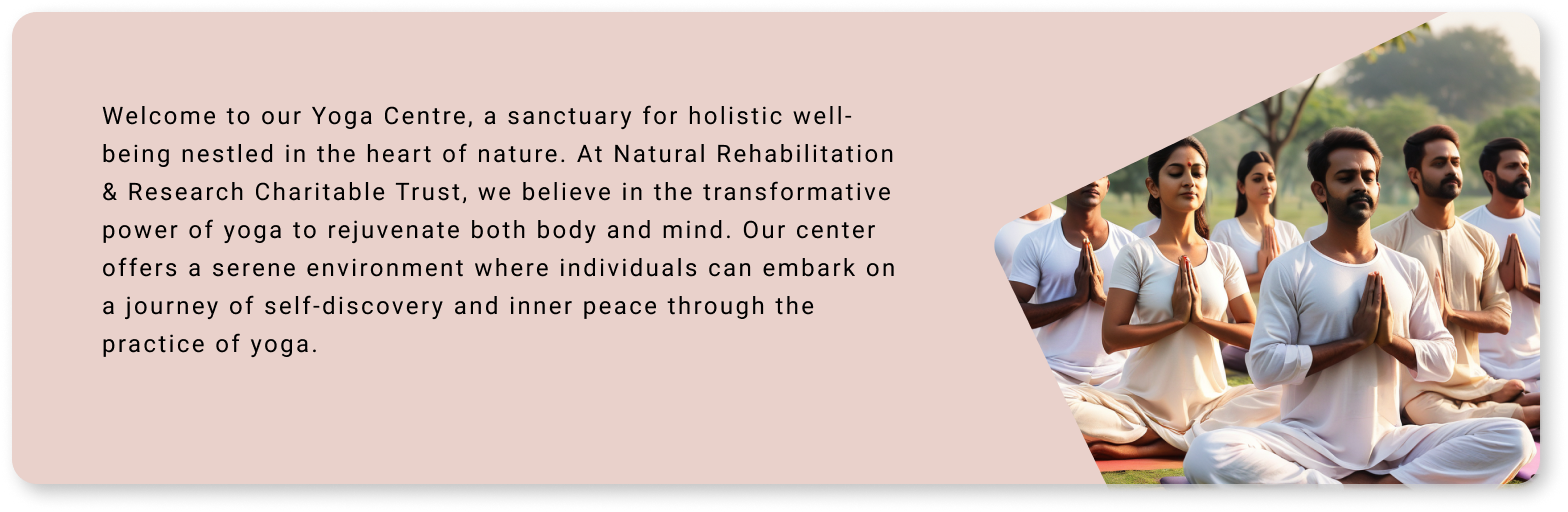 Welcome to our Yoga Centre, a sanctuary for holistic well-
being nestled in the heart of nature. At Natural Rehabilitation
& Research Charitable Trust, we believe in the transformative
power of yoga to rejuvenate both body and mind. Our center
offers a serene environment where individuals can embark on
a journey of self-discovery and inner peace through the
practice of yoga.